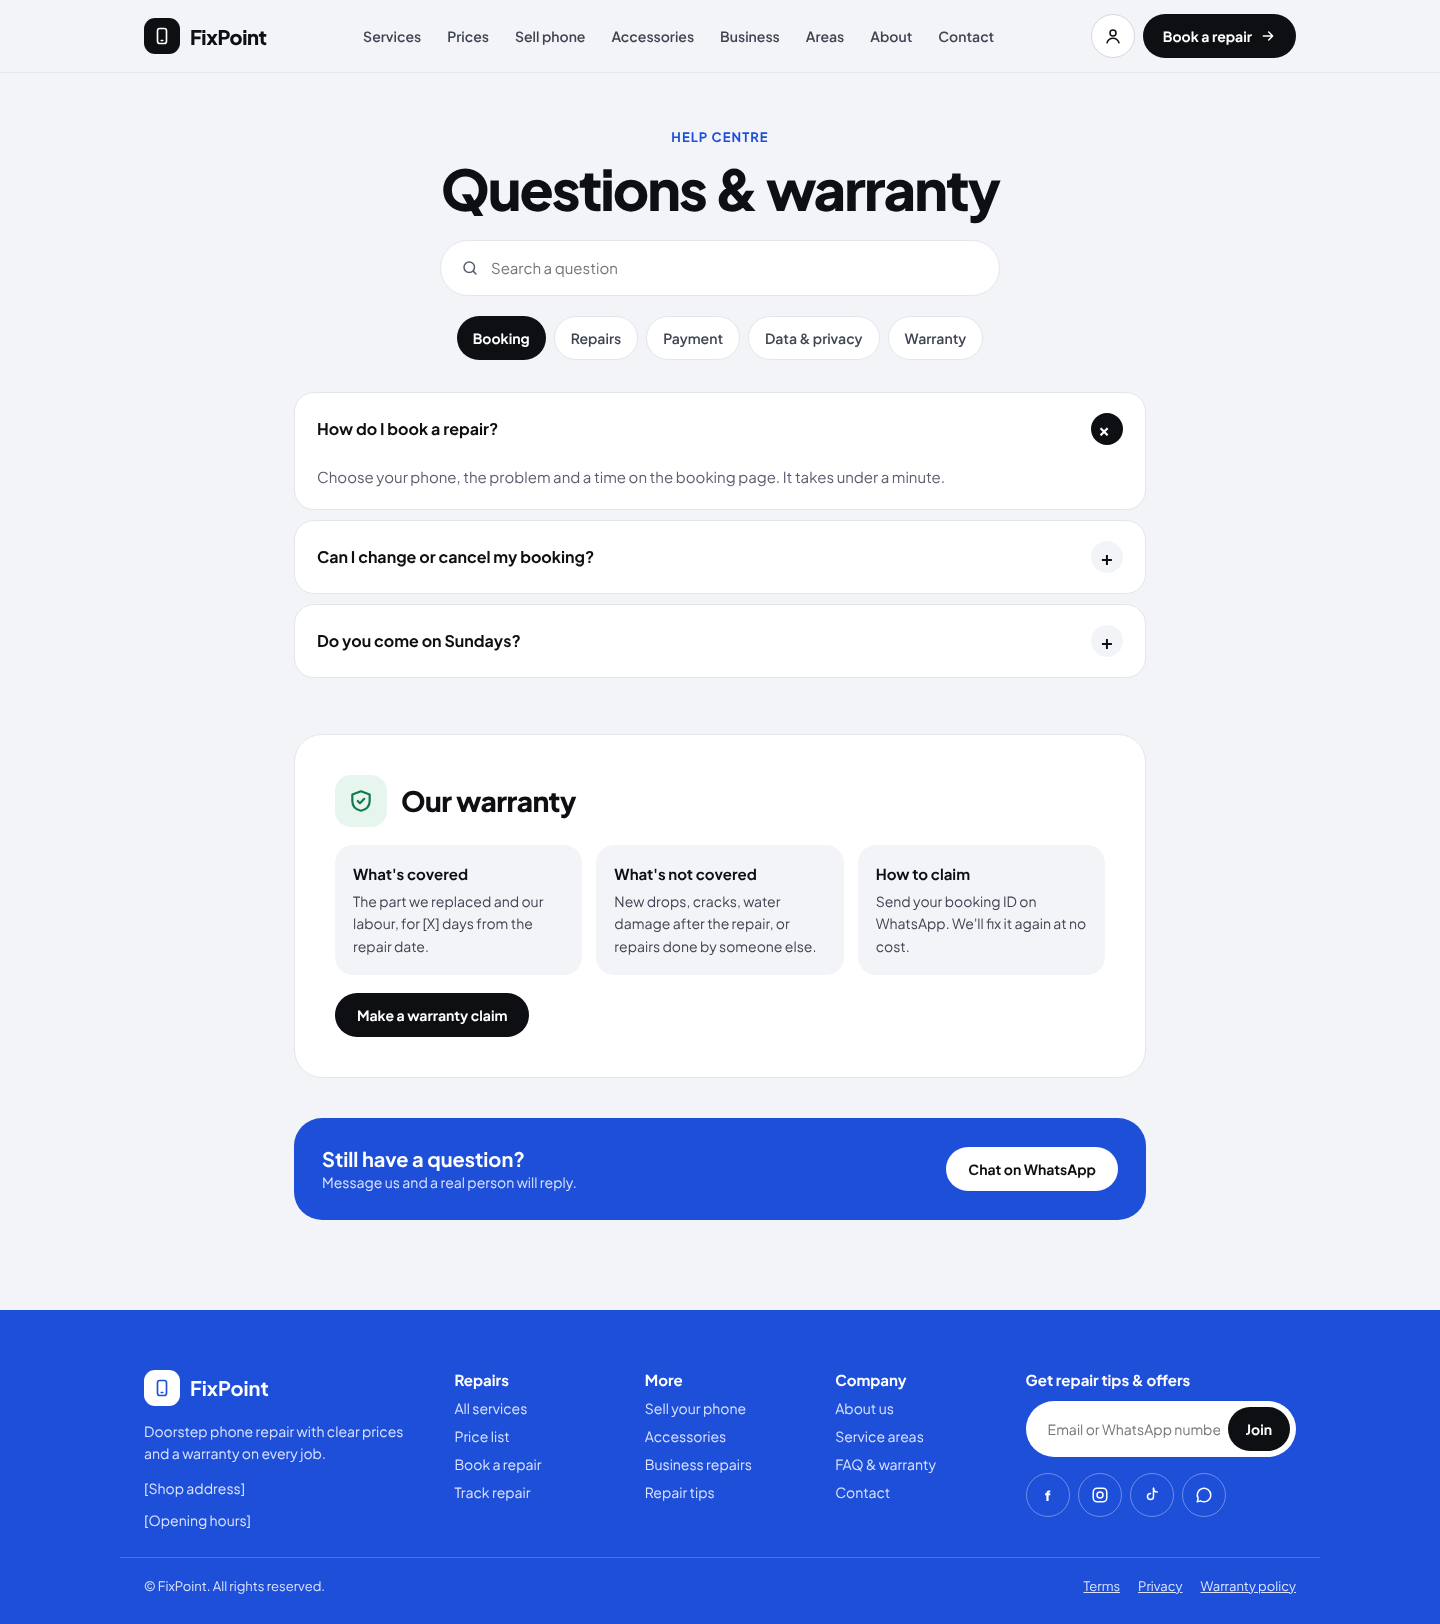 FixPoint
Services
Prices
Sell phone
Accessories
Business
Areas
About
Contact
Book a repair
HELP CENTRE
Questions & warranty
Search a question
Booking
Repairs
Payment
Data & privacy
Warranty
How do I book a repair?
Choose your phone, the problem and a time on the booking page. It takes under a minute.
Can I change or cancel my booking?
+
Do you come on Sundays?
+
Our warranty
What's covered
The part we replaced and our
labour, for [X] days from the
repair date.
What's not covered
New drops, cracks, water
damage after the repair, or
repairs done by someone else.
How to claim
Send your booking ID on
WhatsApp. We'll fix it again at no
cost.
Make a warranty claim
Still have a question?
Message us and a real person will reply.
Chat on WhatsApp
FixPoint
Doorstep phone repair with clear prices
and a warranty on every job.
[Shop address]
[Opening hours]
Repairs
All services
Price list
Book a repair
Track repair
More
Sell your phone
Accessories
Business repairs
Repair tips
Company
About us
Service areas
FAQ & warranty
Contact
Get repair tips & offers
Email or WhatsApp numbe
Join
f
© FixPoint. All rights reserved.
Terms
Privacy
Warranty policy